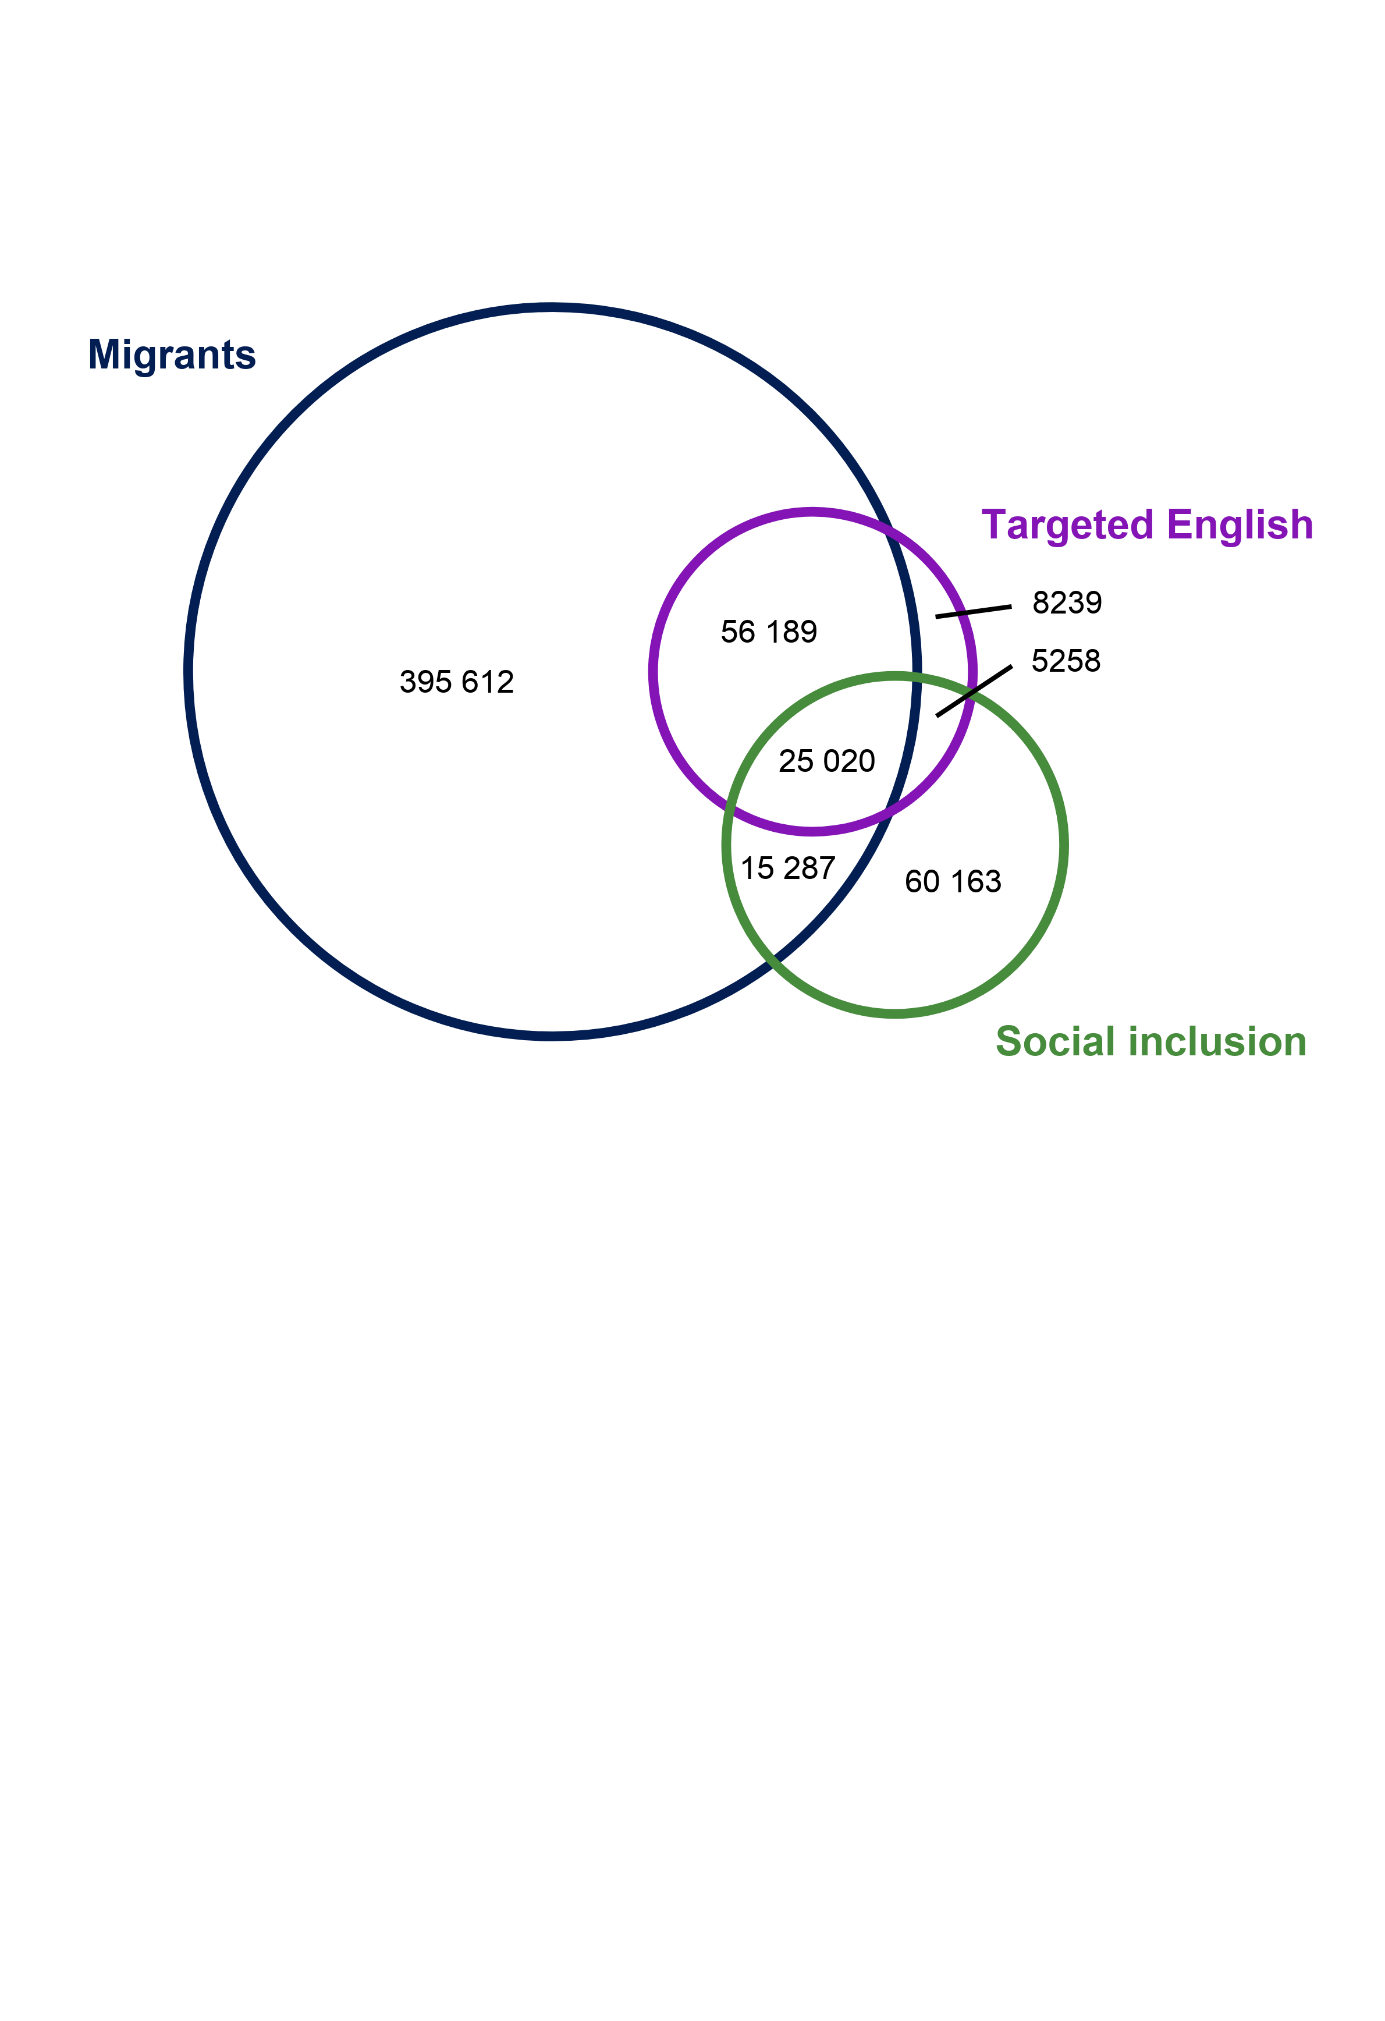 Migrants
Targeted English
8239
56 189
5258
395 612
25 020
15 287
60 163
Social inclusion